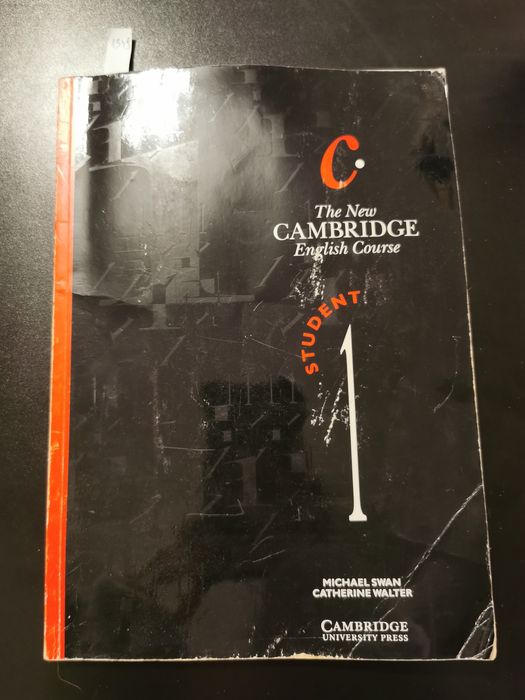 C
The New
CAMBRIDGE
English Course
STUDENT
1
MICHAEL SWAN
CATHERINE WALTER
CAMBRIDGE
UNIVERSITY PRESS